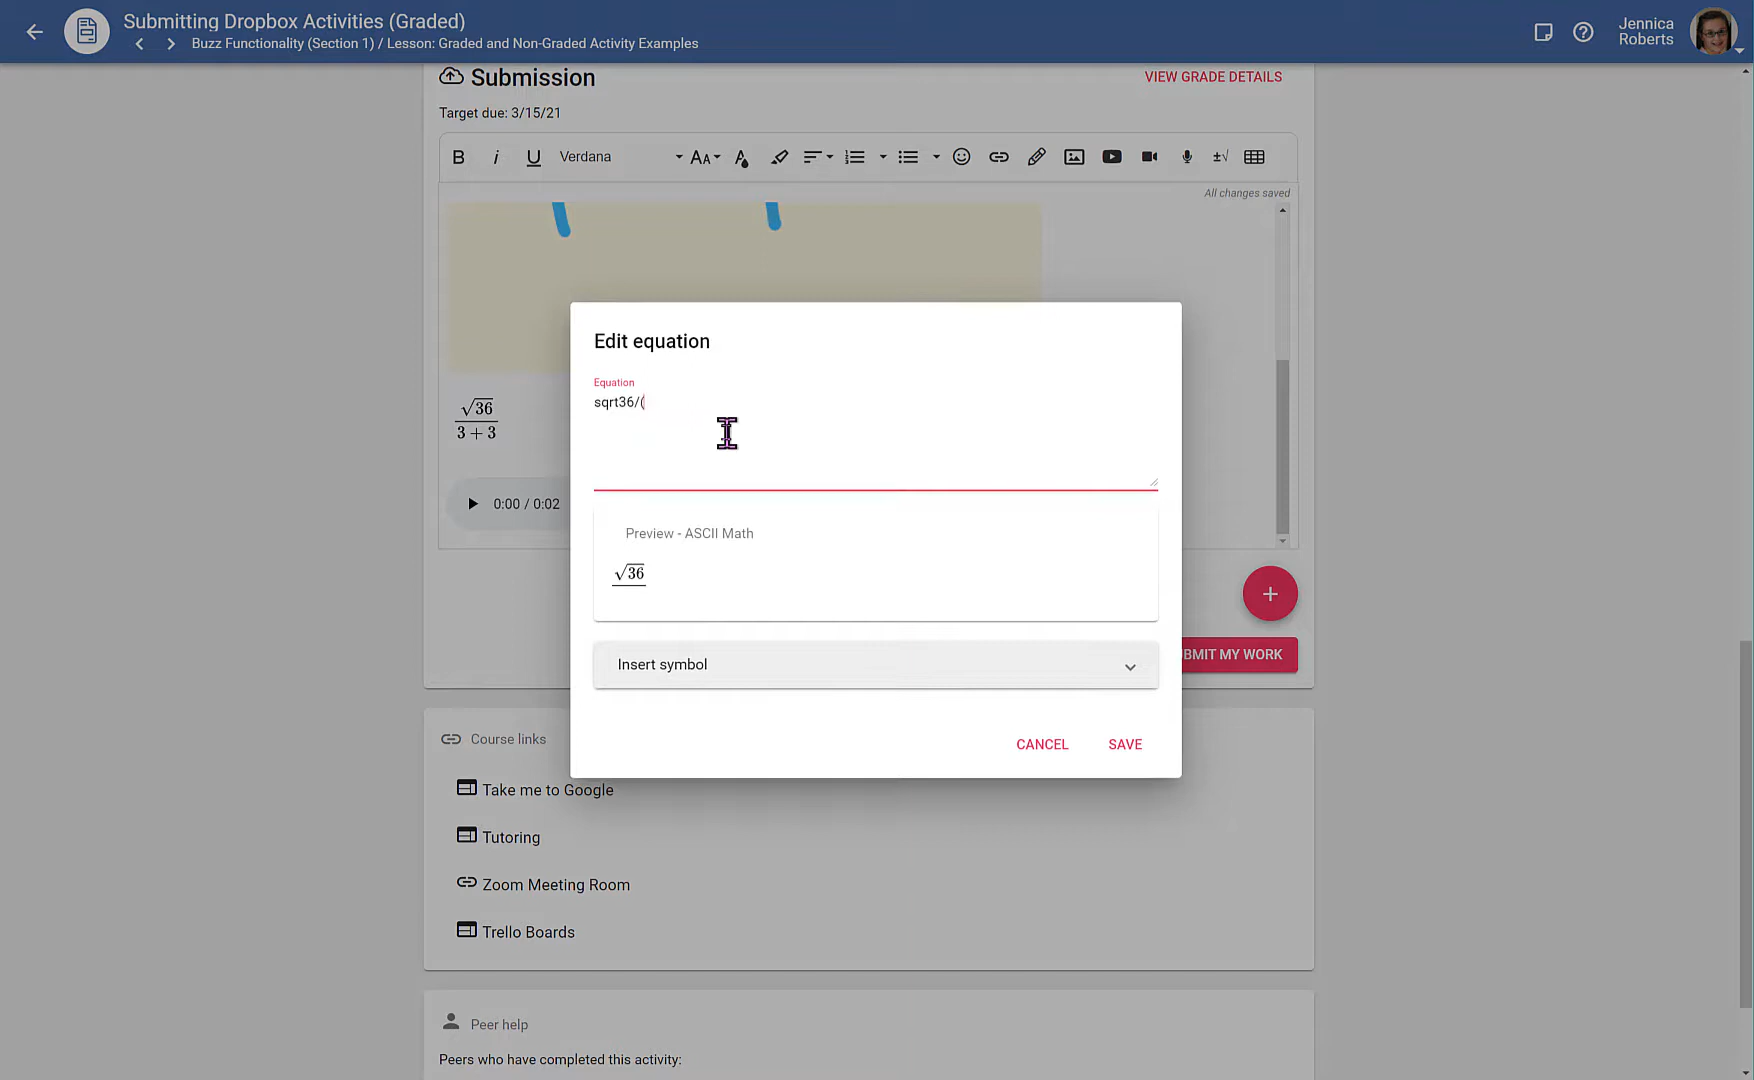 Submitting Dropbox Activities (Graded)
Buzz Functionality (Section 1) / Lesson: Graded and Non-Graded Activity Examples
Jennica
Roberts
Submission
VIEW GRADE DETAILS
Target due: 3/15/21
B i U Verdana AA A ±√
All changes saved
√36
3 + 3
0:00 / 0:02
Edit equation
Equation
sqrt36/(
Preview - ASCII Math
√36
Insert symbol
CANCEL SAVE
+
BMIT MY WORK
Course links
Take me to Google
Tutoring
Zoom Meeting Room
Trello Boards
Peer help
Peers who have completed this activity: